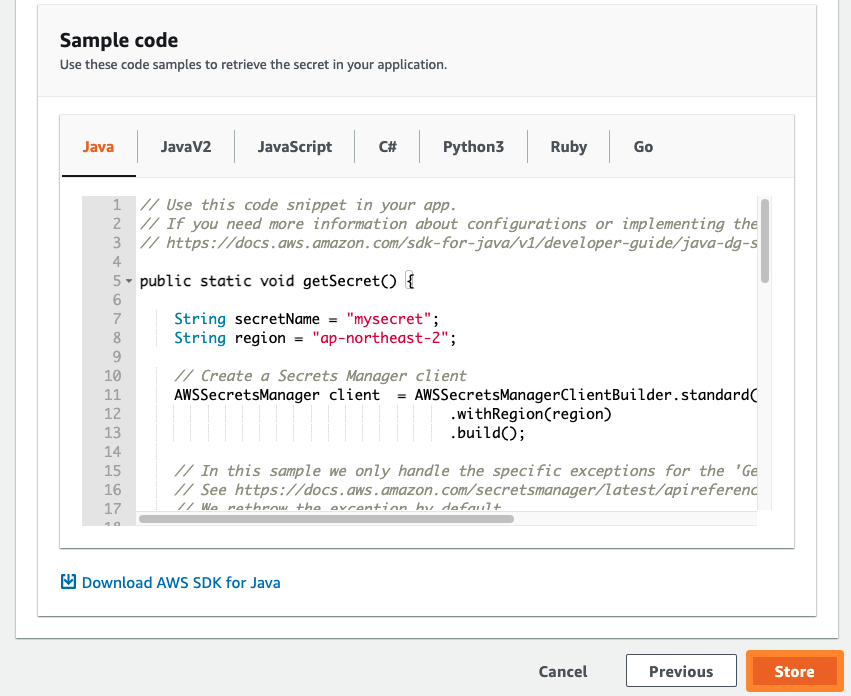 Sample code
Use these code samples to retrieve the secret in your application.
Java JavaV2 JavaScript C# Python3 Ruby Go
1 // Use this code snippet in your app.
2 // If you need more information about configurations or implementing the
3 // https://docs.aws.amazon.com/sdk-for-java/v1/developer-guide/java-dg-s
4
5 public static void getSecret() {
6
7 String secretName = "mysecret";
8 String region = "ap-northeast-2";
9
10 // Create a Secrets Manager client
11 AWSSecretsManager client  = AWSSecretsManagerClientBuilder.standard(
12 .withRegion(region)
13 .build();
14
15 // In this sample we only handle the specific exceptions for the 'Ge
16 // See https://docs.aws.amazon.com/secretsmanager/latest/apireferenc
17 // We rethrow the exception by default
18
Download AWS SDK for Java
Cancel Previous Store